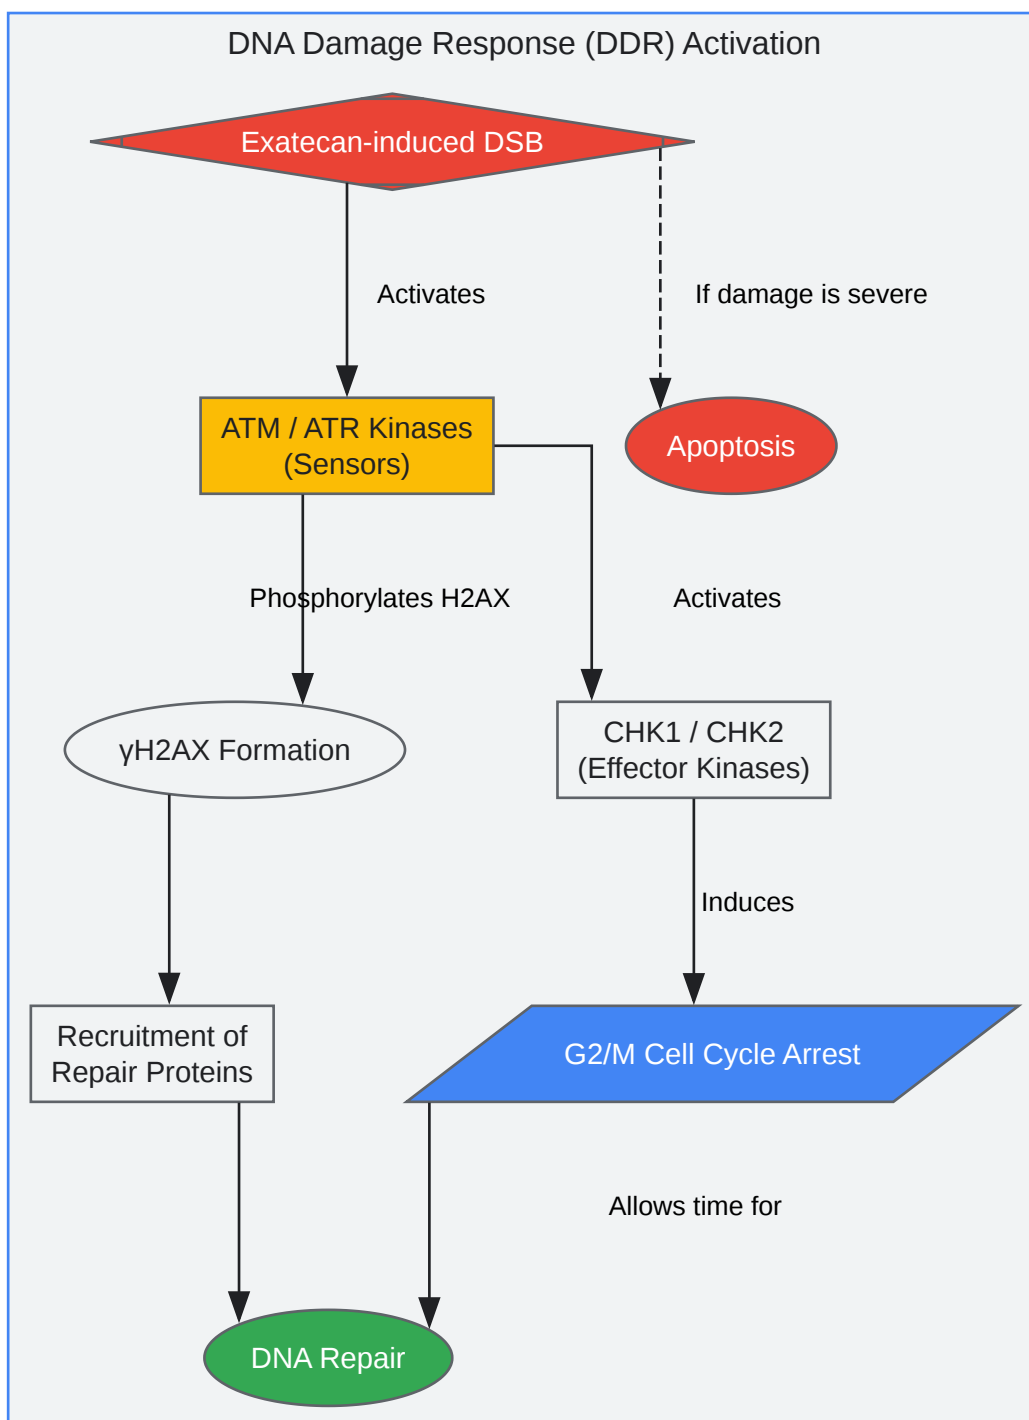 DNA Damage Response (DDR) Activation
Exatecan-induced DSB
Activates
If damage is severe
ATM / ATR Kinases
(Sensors)
Apoptosis
Phosphorylates H2AX
Activates
γH2AX Formation
CHK1 / CHK2
(Effector Kinases)
Induces
Recruitment of
Repair Proteins
G2/M Cell Cycle Arrest
Allows time for
DNA Repair